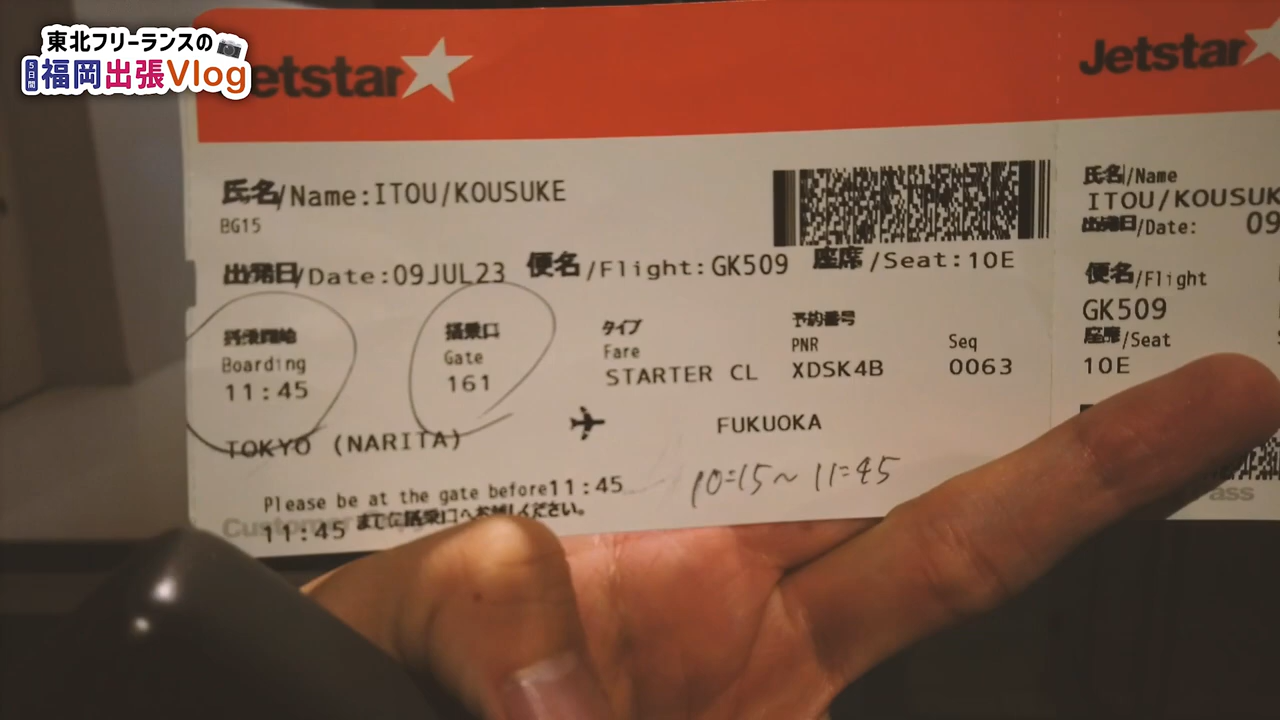 東北フリーランスの
5日間 福岡出張Vlog
etstar
Jetstar
氏名/Name:ITOU/KOUSUKE
BG15
出発日/Date:09JUL23 便名/Flight:GK509 座席/Seat:10E
搭乗開始 搭乗口 タイプ 予約番号
Boarding Gate Fare PNR Seq
11:45 161 STARTER CL XDSK4B 0063
TOKYO (NARITA) FUKUOKA
10:15~11:45
Please be at the gate before11:45
11:45 までに搭乗口へお越しください。
Customer
氏名/Name
ITOU/KOUSUK
出発日/Date: 09
便名/Flight
GK509
座席/Seat
10E
ass